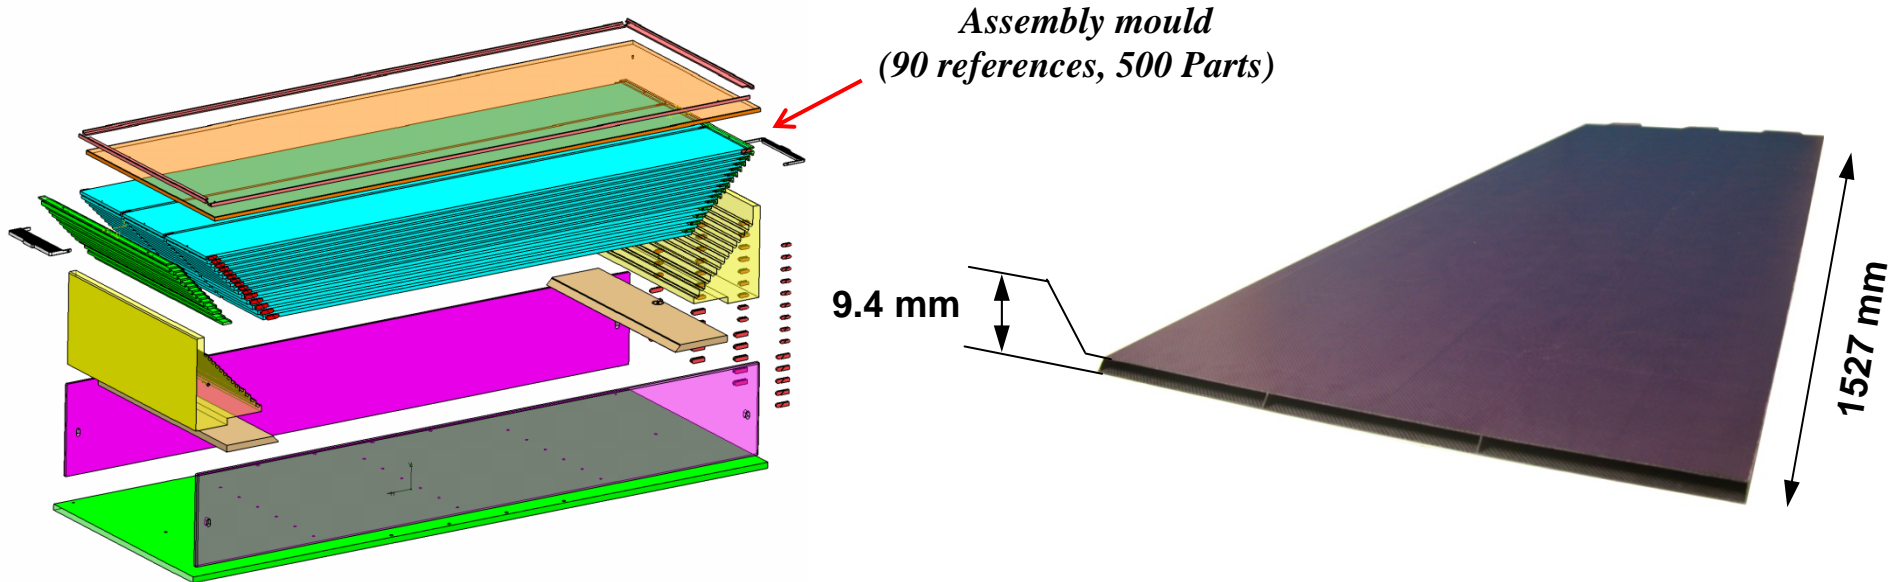 Assembly mould
(90 references, 500 Parts)
9.4 mm
1527 mm